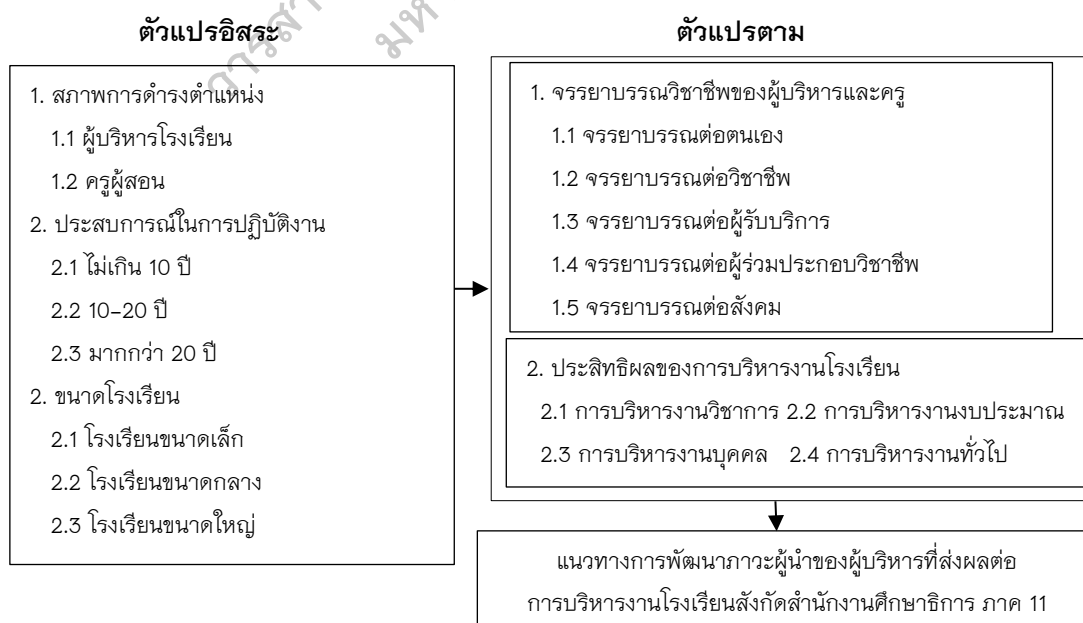 ตัวแปรอิสระ
1. สภาพการดำรงตำแหน่ง
1.1 ผู้บริหารโรงเรียน
1.2 ครูผู้สอน
2. ประสบการณ์ในการปฏิบัติงาน
2.1 ไม่เกิน 10 ปี
2.2 10–20 ปี
2.3 มากกว่า 20 ปี
2. ขนาดโรงเรียน
2.1 โรงเรียนขนาดเล็ก
2.2 โรงเรียนขนาดกลาง
2.3 โรงเรียนขนาดใหญ่
ตัวแปรตาม
1. จรรยาบรรณวิชาชีพของผู้บริหารและครู
1.1 จรรยาบรรณต่อตนเอง
1.2 จรรยาบรรณต่อวิชาชีพ
1.3 จรรยาบรรณต่อผู้รับบริการ
1.4 จรรยาบรรณต่อผู้ร่วมประกอบวิชาชีพ
1.5 จรรยาบรรณต่อสังคม
2. ประสิทธิผลของการบริหารงานโรงเรียน
2.1 การบริหารงานวิชาการ 2.2 การบริหารงานงบประมาณ
2.3 การบริหารงานบุคคล 2.4 การบริหารงานทั่วไป
แนวทางการพัฒนาภาวะผู้นำของผู้บริหารที่ส่งผลต่อ
การบริหารงานโรงเรียนสังกัดสำนักงานศึกษาธิการ ภาค 11